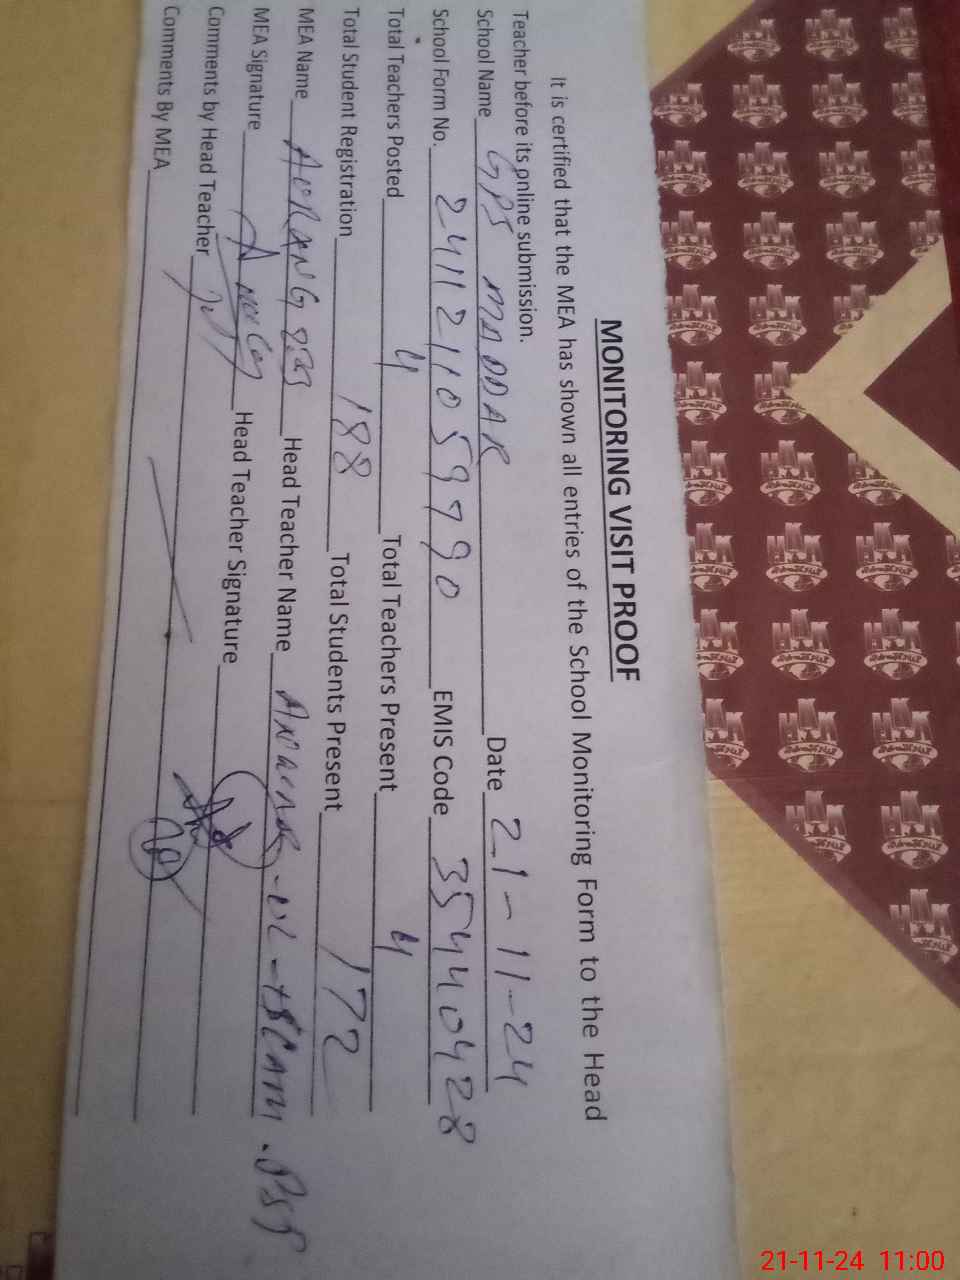 MONITORING VISIT PROOF
It is certified that the MEA has shown all entries of the School Monitoring Form to the Head
Teacher before its online submission.
School Name GPS MADDAR Date 21-11-24
School Form No. 2411211059790 EMIS Code 35440428
Total Teachers Posted 4 Total Teachers Present 4
Total Student Registration 188 Total Students Present 172
MEA Name AURANG Head Teacher Name
MEA Signature Head Teacher Signature
Comments by Head Teacher
Comments By MEA
21-11-24 11:00